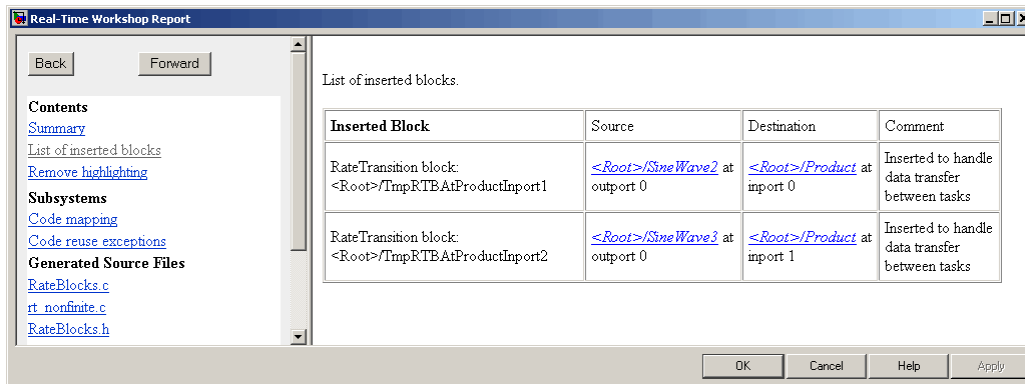 Real-Time Workshop Report
Back
Forward
Contents
Summary
List of inserted blocks
Remove highlighting
Subsystems
Code mapping
Code reuse exceptions
Generated Source Files
RateBlocks.c
rt_nonfinite.c
RateBlocks.h
List of inserted blocks.
Inserted Block
Source
Destination
Comment
RateTransition block:
<Root>/TmpRTBAtProductInport1
<Root>/SineWave2 at
outport 0
<Root>/Product at
inport 0
Inserted to handle
data transfer
between tasks
RateTransition block:
<Root>/TmpRTBAtProductInport2
<Root>/SineWave3 at
outport 0
<Root>/Product at
inport 1
Inserted to handle
data transfer
between tasks
OK
Cancel
Help
Apply